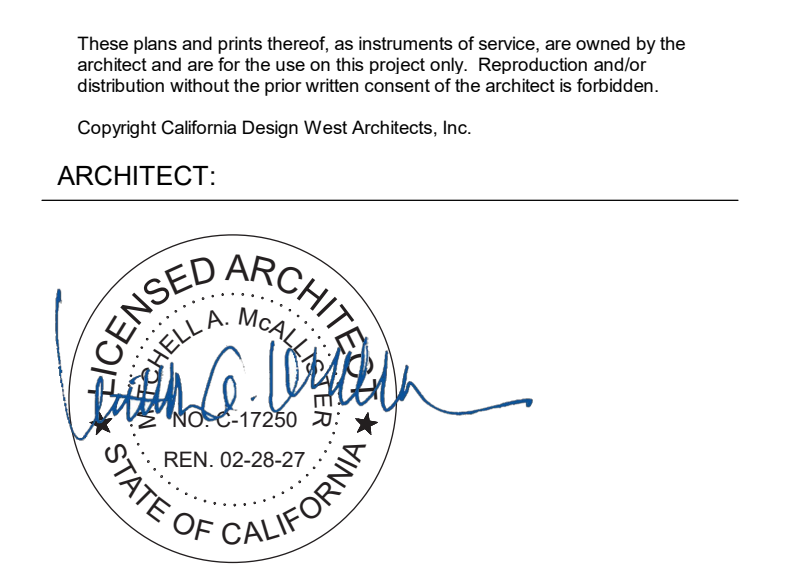 These plans and prints thereof, as instruments of service, are owned by the
architect and are for the use on this project only.  Reproduction and/or
distribution without the prior written consent of the architect is forbidden.
Copyright California Design West Architects, Inc.
ARCHITECT:
LICENSED ARCHITECT
MITCHELL A. McALLISTER
NO. C-17250
REN. 02-28-27
STATE OF CALIFORNIA